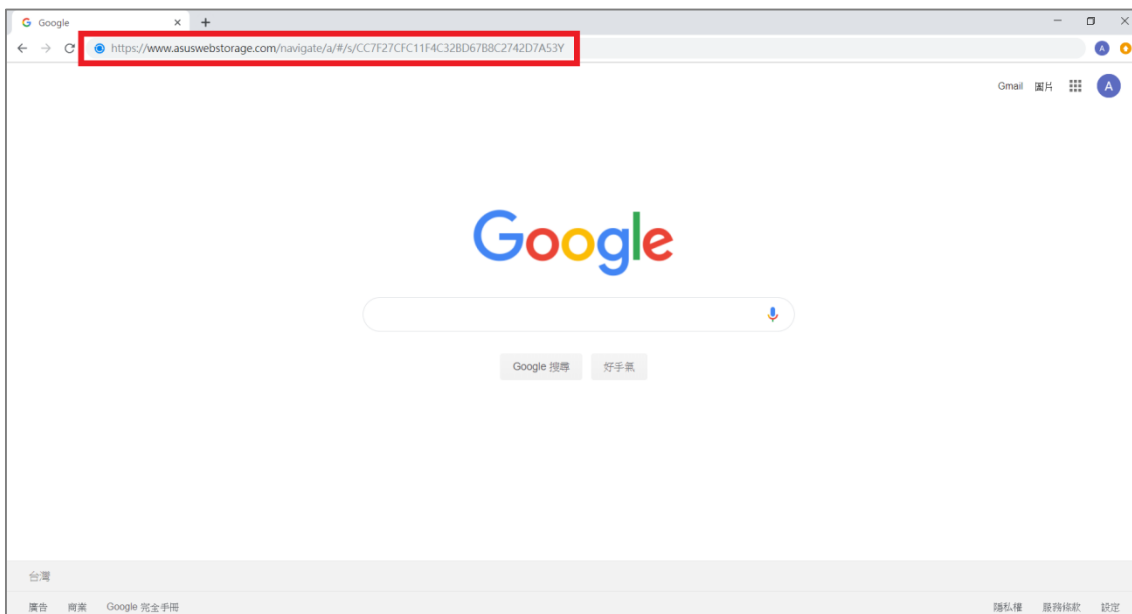 Google
https://www.asuswebstorage.com/navigate/a/#/s/CC7F27CFC11F4C32BD67B8C2742D7A53Y
A
Gmail 圖片 A
Google
Google 搜尋 好手氣
台灣
廣告 商業 Google 完全手冊 隱私權 服務條款 設定